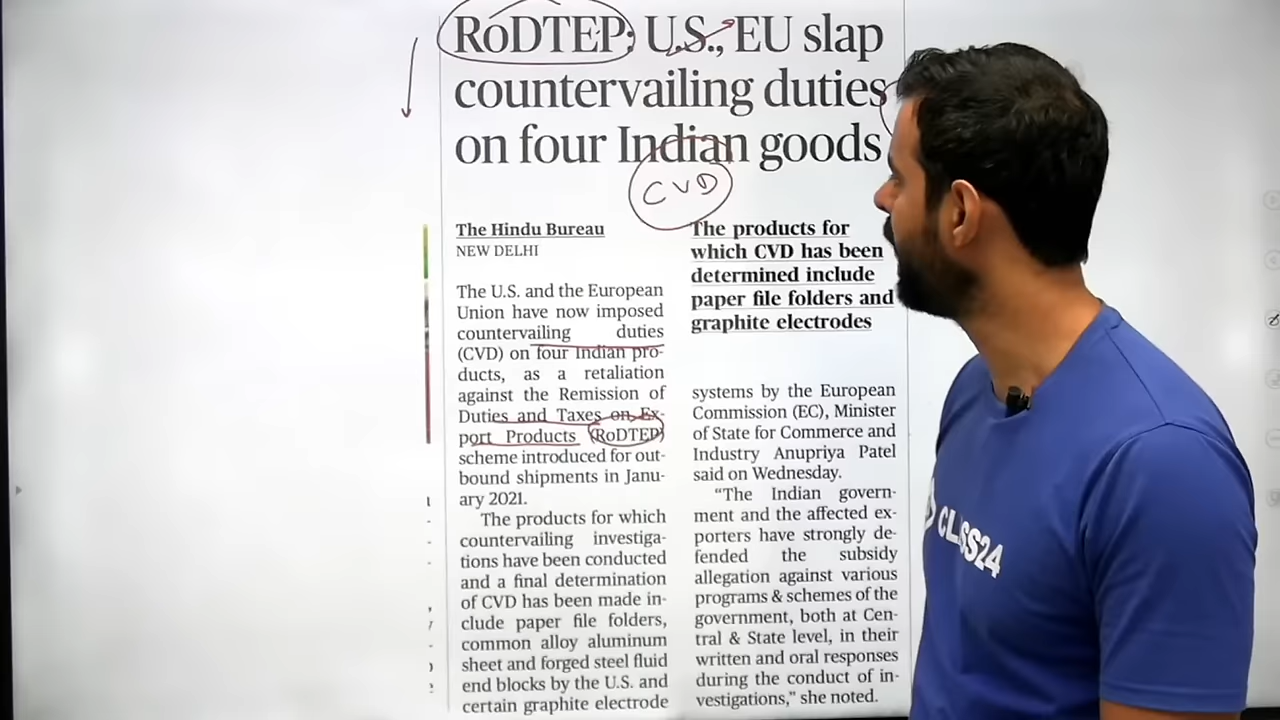 RoDTEP: U.S., EU slap
countervailing duties
on four Indian goods
CVD
The Hindu Bureau
NEW DELHI
The U.S. and the European
Union have now imposed
countervailing duties
(CVD) on four Indian pro-
ducts, as a retaliation
against the Remission of
Duties and Taxes on Ex-
port Products (RoDTEP)
scheme introduced for out-
bound shipments in Janu-
ary 2021.
The products for which
countervailing investiga-
tions have been conducted
and a final determination
of CVD has been made in-
clude paper file folders,
common alloy aluminum
sheet and forged steel fluid
end blocks by the U.S. and
certain graphite electrode
The products for
which CVD has been
determined include
paper file folders and
graphite electrodes
systems by the European
Commission (EC), Minister
of State for Commerce and
Industry Anupriya Patel
said on Wednesday.
“The Indian govern-
ment and the affected ex-
porters have strongly de-
fended the subsidy
allegation against various
programs & schemes of the
government, both at Cen-
tral & State level, in their
written and oral responses
during the conduct of in-
vestigations,” she noted.
CLASS24